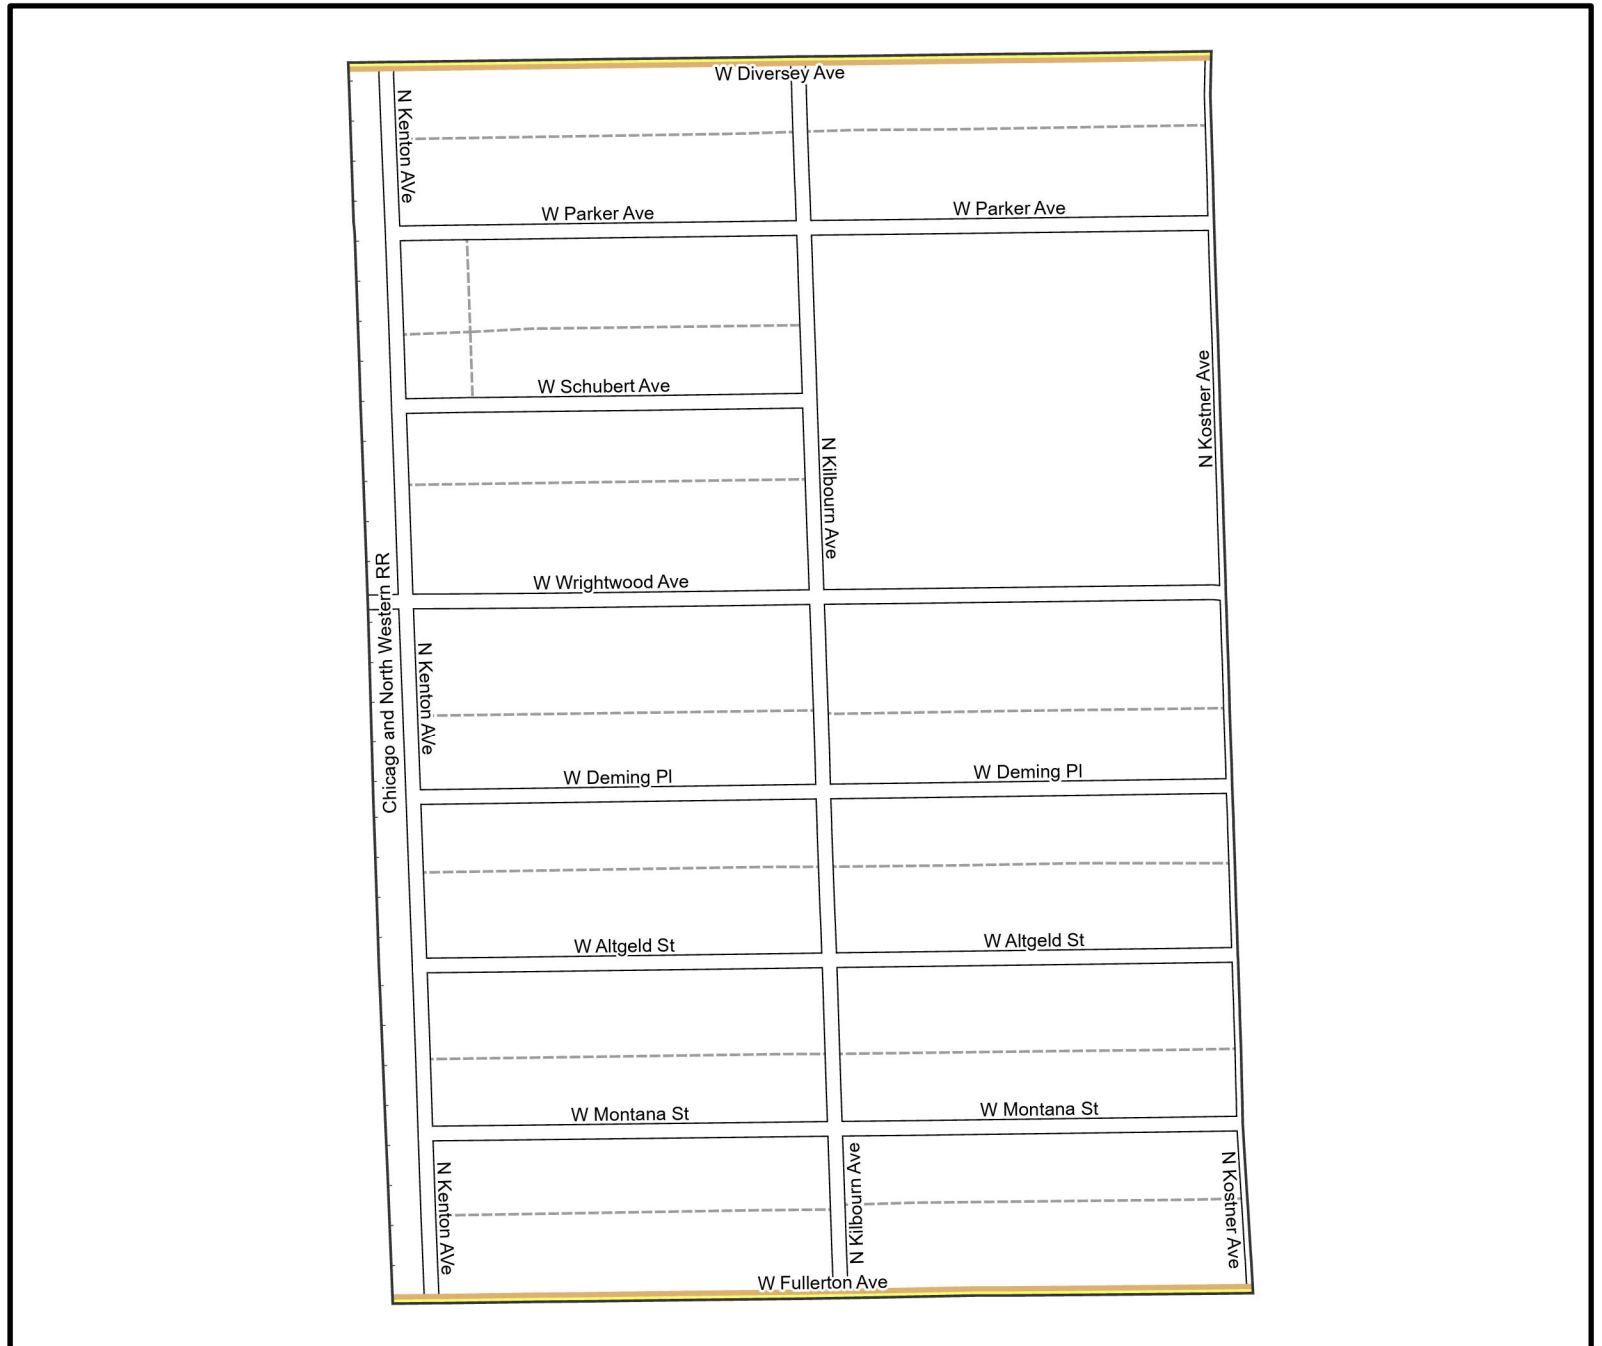 W Diversey Ave
N Kenton AVe
W Parker Ave
W Parker Ave
W Schubert Ave
N Kostner Ave
N Kilbourn Ave
W Wrightwood Ave
Chicago and North Western RR
N Kenton AVe
W Deming Pl
W Deming Pl
W Altgeld St
W Altgeld St
W Montana St
W Montana St
N Kenton AVe
N Kilbourn Ave
N Kostner Ave
W Fullerton Ave